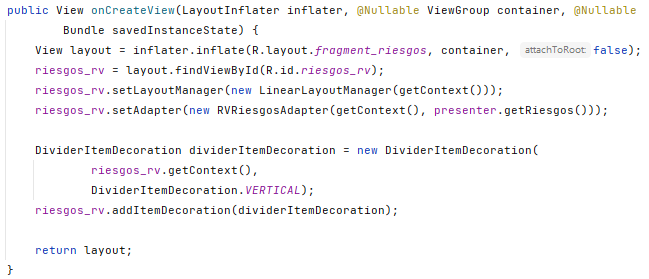 public View onCreateView(LayoutInflater inflater, @Nullable ViewGroup container, @Nullable
Bundle savedInstanceState) {
View layout = inflater.inflate(R.layout.fragment_riesgos, container, attachToRoot: false);
riesgos_rv = layout.findViewById(R.id.riesgos_rv);
riesgos_rv.setLayoutManager(new LinearLayoutManager(getContext()));
riesgos_rv.setAdapter(new RVRiesgosAdapter(getContext(), presenter.getRiesgos()));
DividerItemDecoration dividerItemDecoration = new DividerItemDecoration(
riesgos_rv.getContext(),
DividerItemDecoration.VERTICAL);
riesgos_rv.addItemDecoration(dividerItemDecoration);
return layout;
}